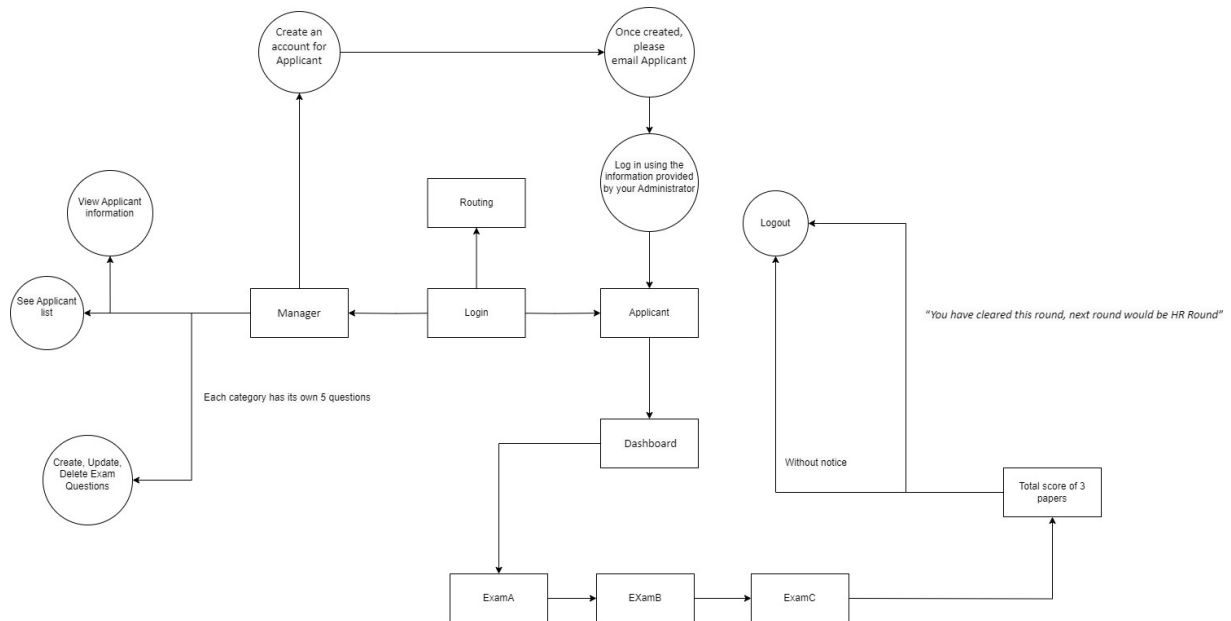 Create an
account for
Applicant
Once created,
please
email Applicant
Log in using the
information provided
by your Administrator
View Applicant
information
Routing
Logout
See Applicant
list
Manager
Login
Applicant
“You have cleared this round, next round would be HR Round”
Each category has its own 5 questions
Dashboard
Create, Update,
Delete Exam
Questions
Without notice
Total score of 3
papers
ExamA
EXamB
ExamC